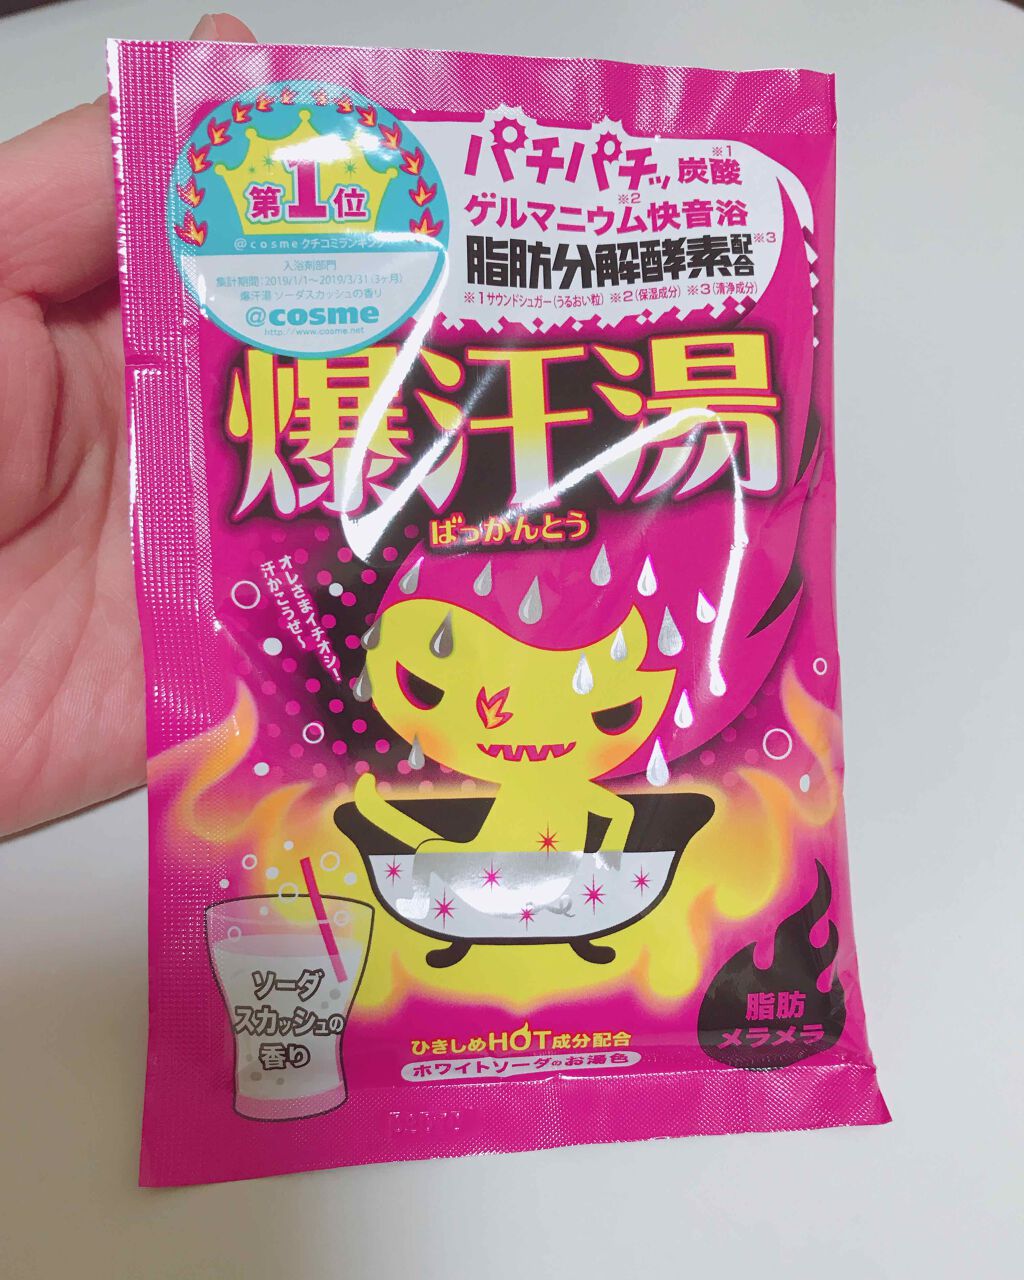 第1位
@cosmeクチコミランキング
入浴剤部門
集計期間:2019/1/1〜2019/3/31(3ヶ月)
爆汗湯 ソーダスカッシュの香り
@cosme
http://www.cosme.net
パチパチッ炭酸※1
ゲルマニウム※2快音浴
脂肪分解酵素配合※3
※1サウンドシュガー(うるおい粒) ※2(保湿成分) ※3(清浄成分)
爆汗湯
ばっかんとう
オレさまイチオシ!
汗かこうぜ〜
ソーダ
スカッシュの
香り
脂肪
メラメラ
ひきしめHOT成分配合
ホワイトソーダのお湯色